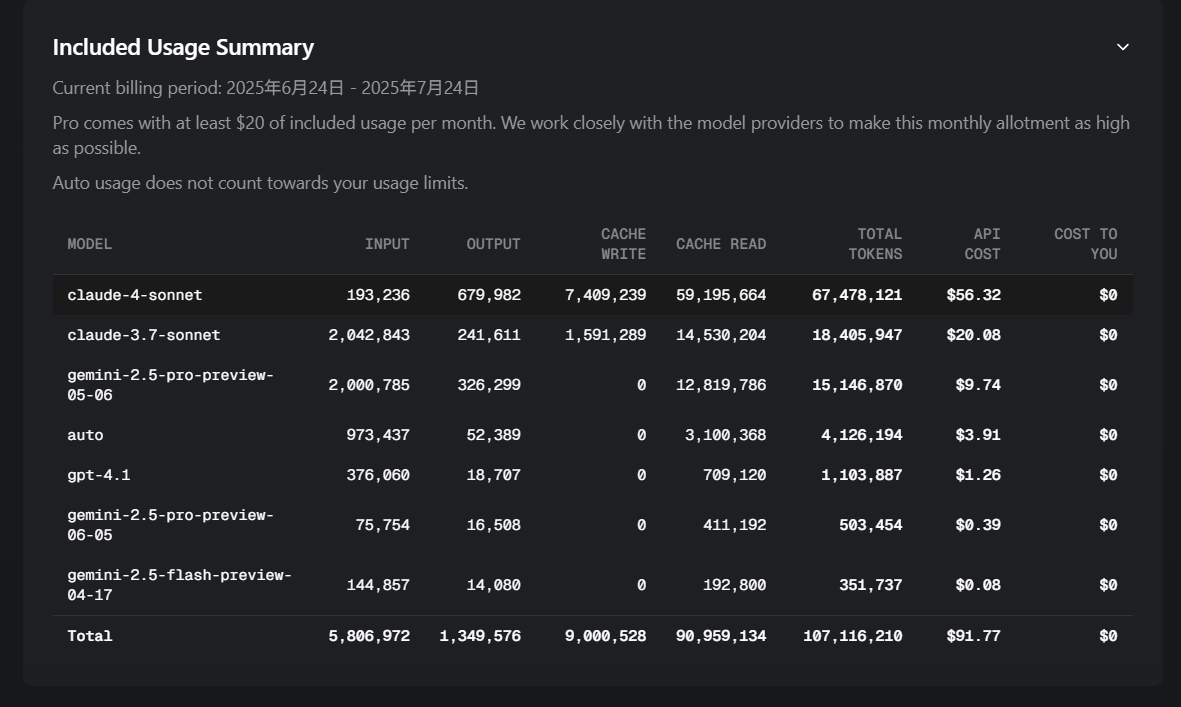 Included Usage Summary
Current billing period: 2025年6月24日 - 2025年7月24日
Pro comes with at least $20 of included usage per month. We work closely with the model providers to make this monthly allotment as high
as possible.
Auto usage does not count towards your usage limits.
MODEL INPUT OUTPUT CACHE WRITE CACHE READ TOTAL TOKENS API COST COST TO YOU
claude-4-sonnet 193,236 679,982 7,409,239 59,195,664 67,478,121 $56.32 $0
claude-3.7-sonnet 2,042,843 241,611 1,591,289 14,530,204 18,405,947 $20.08 $0
gemini-2.5-pro-preview-05-06 2,000,785 326,299 0 12,819,786 15,146,870 $9.74 $0
auto 973,437 52,389 0 3,100,368 4,126,194 $3.91 $0
gpt-4.1 376,060 18,707 0 709,120 1,103,887 $1.26 $0
gemini-2.5-pro-preview-06-05 75,754 16,508 0 411,192 503,454 $0.39 $0
gemini-2.5-flash-preview-04-17 144,857 14,080 0 192,800 351,737 $0.08 $0
Total 5,806,972 1,349,576 9,000,528 90,959,134 107,116,210 $91.77 $0